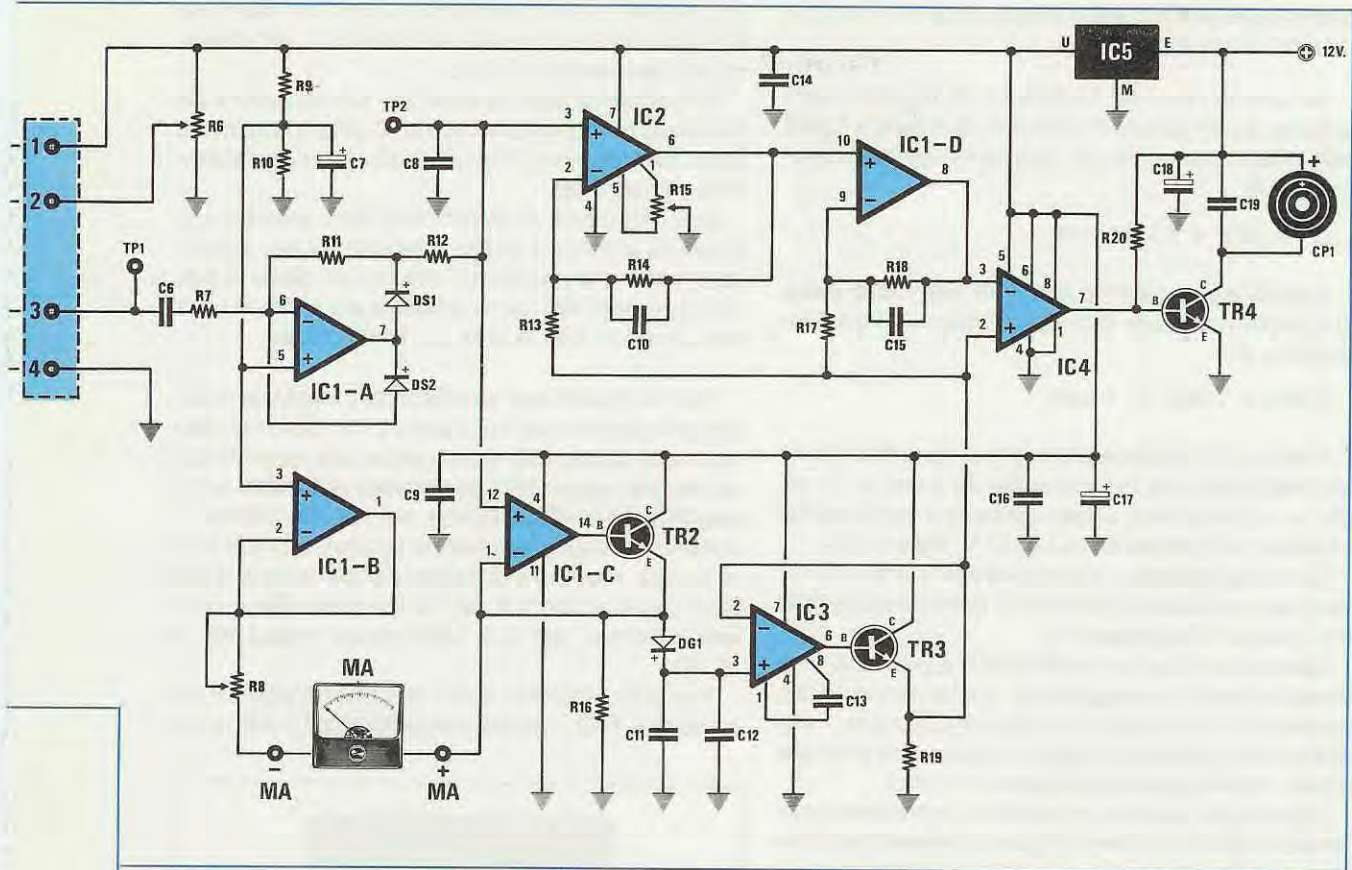 U IC5 E
12V.
M
R9
C14
R6
TP2
IC2
IC1-D
C18
C19
CP1
R20
1
2
3
4
R10
C7
C8
3
7
6
2
4
5
1
R15
10
8
9
TP1
R11
R12
C6
R7
DS1
6
7
5
IC1-A
DS2
R14
C10
R13
R18
C15
R17
5
3
6
8
7
2
4
1
IC4
B
C
E
TR4
3
1
2
IC1-B
C9
12
4
14
11
IC1-C
B
C
E
TR2
C16
C17
2
7
IC3
6
3
8
1
4
B
C
E
TR3
DG1
C13
R8
MA
R16
C11
C12
R19
-
MA
+
MA